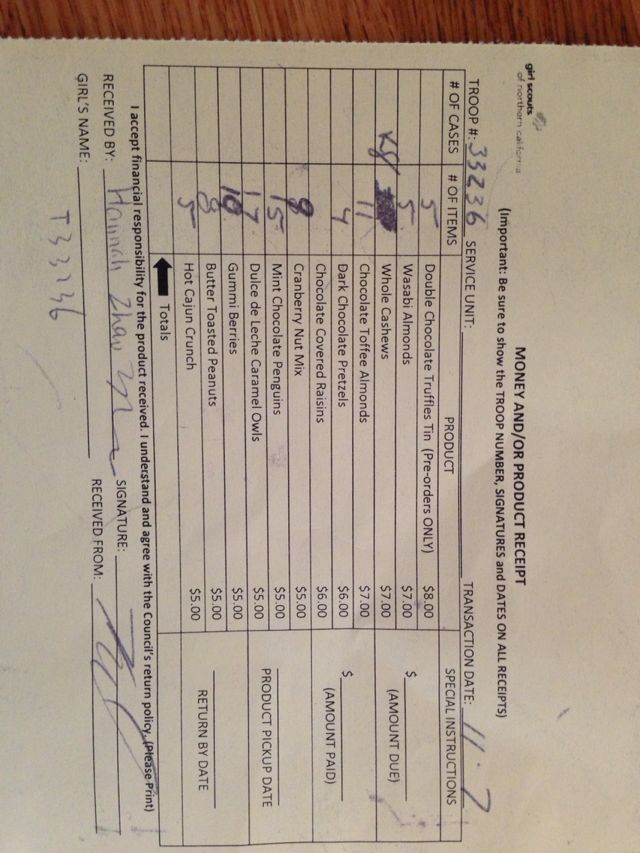 girl scouts
of northern california
MONEY AND/OR PRODUCT RECEIPT
(Important: Be sure to show the TROOP NUMBER, SIGNATURES and DATES ON ALL RECEIPTS)
TROOP #: 33236 SERVICE UNIT: TRANSACTION DATE: 11.7
# OF CASES # OF ITEMS PRODUCT SPECIAL INSTRUCTIONS
5 Double Chocolate Truffles Tin (Pre-orders ONLY) $8.00
5 Wasabi Almonds $7.00 $
Whole Cashews $7.00 (AMOUNT DUE)
11 Chocolate Toffee Almonds $7.00
4 Dark Chocolate Pretzels $6.00 $
Chocolate Covered Raisins $6.00 (AMOUNT PAID)
Cranberry Nut Mix $5.00
15 Mint Chocolate Penguins $5.00
17 Dulce de Leche Caramel Owls $5.00 PRODUCT PICKUP DATE
10 Gummi Berries $5.00
8 Butter Toasted Peanuts $5.00
5 Hot Cajun Crunch $5.00 RETURN BY DATE
Totals
I accept financial responsibility for the product received. I understand and agree with the Council's return policy. (Please Print)
RECEIVED BY: Hannah Zhao SIGNATURE:
GIRL'S NAME: RECEIVED FROM:
T33236